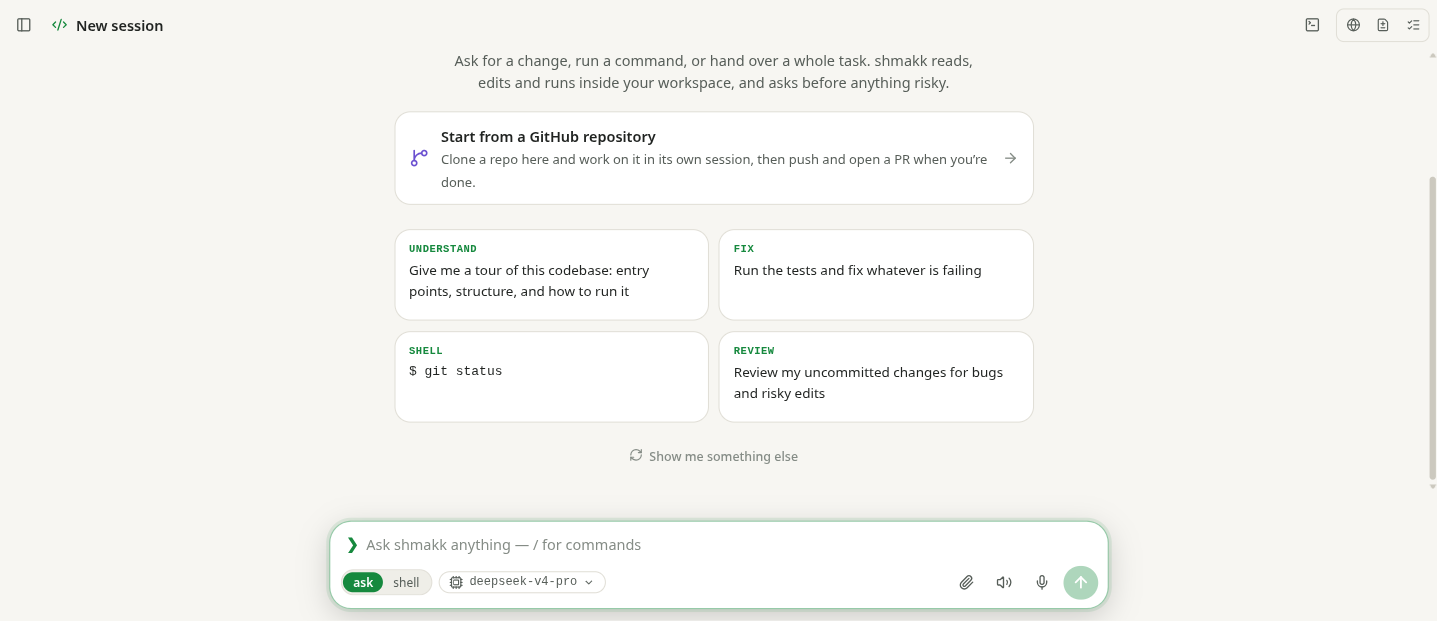 New session
Ask for a change, run a command, or hand over a whole task. shmakk reads,
edits and runs inside your workspace, and asks before anything risky.
Start from a GitHub repository
Clone a repo here and work on it in its own session, then push and open a PR when you’re
done.
UNDERSTAND
Give me a tour of this codebase: entry
points, structure, and how to run it
FIX
Run the tests and fix whatever is failing
SHELL
$ git status
REVIEW
Review my uncommitted changes for bugs
and risky edits
Show me something else
❯ Ask shmakk anything — / for commands
ask shell deepseek-v4-pro